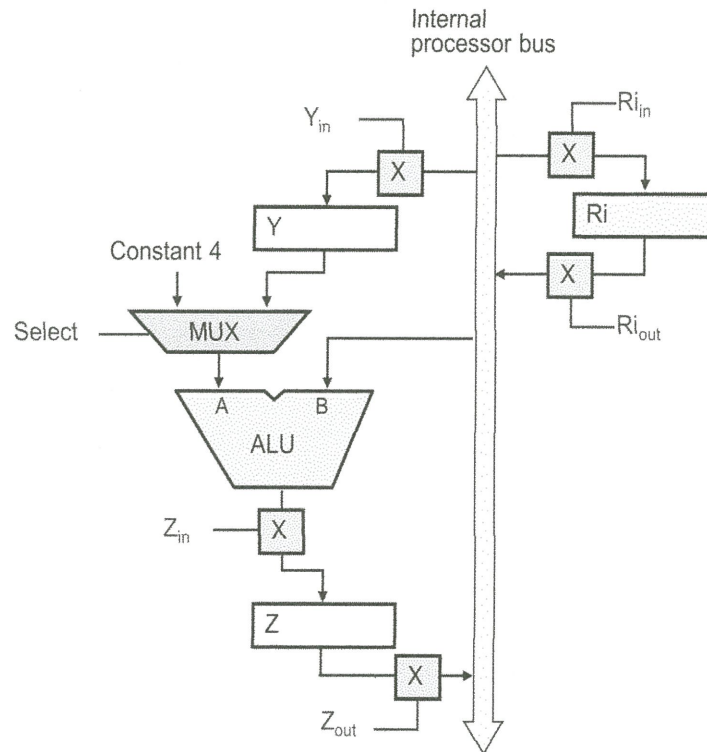 Internal
processor bus
Y_in
Ri_in
X
X
Y
Ri
Constant 4
X
Select
MUX
Ri_out
A
B
ALU
Z_in
X
Z
X
Z_out